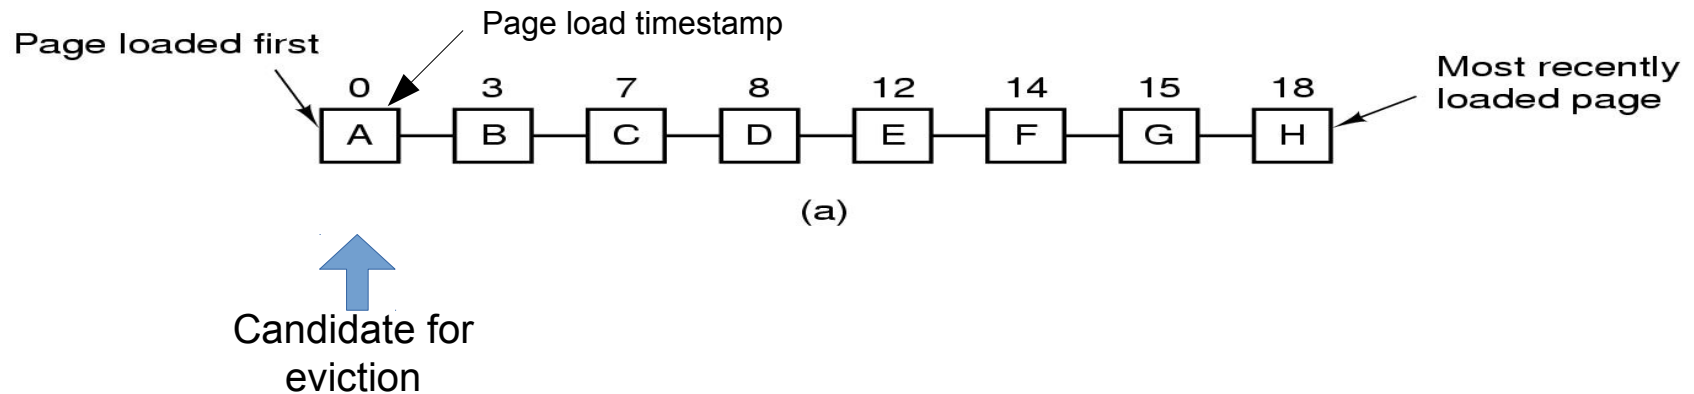 Page load timestamp
Page loaded first
Most recently
loaded page
0 3 7 8 12 14 15 18
A B C D E F G H
(a)
Candidate for
eviction